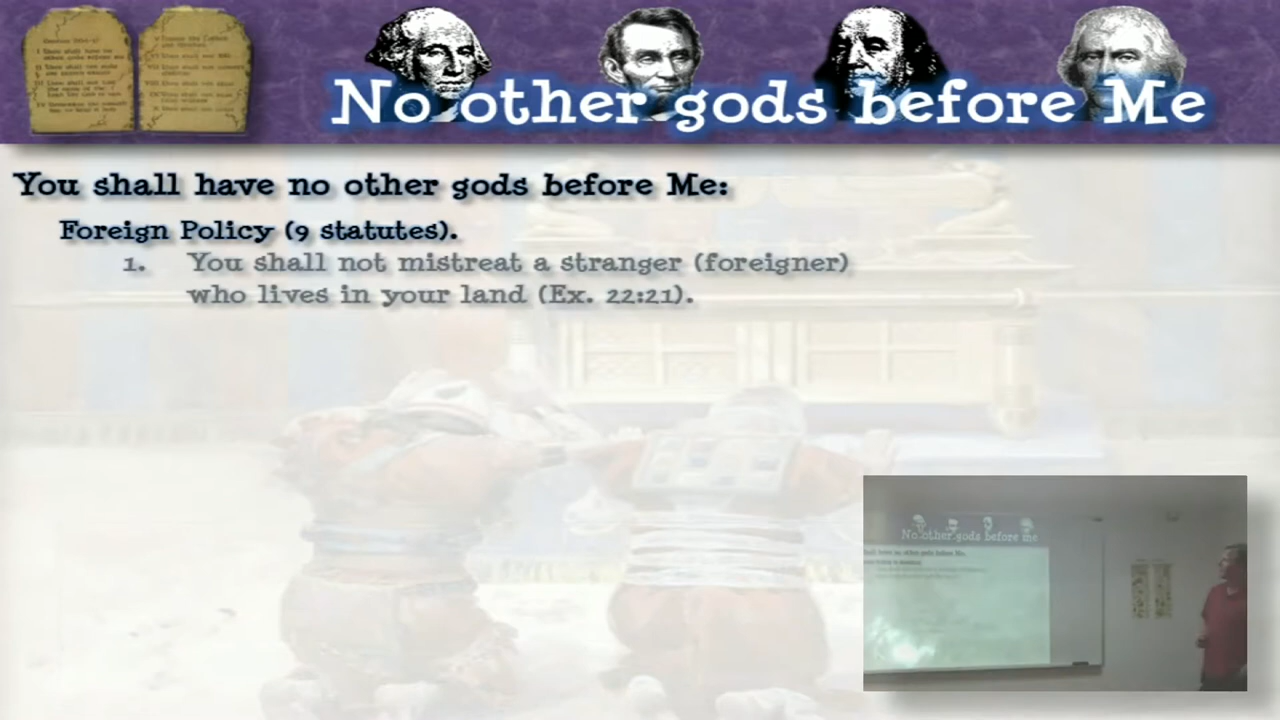 No other gods before Me
You shall have no other gods before Me:
Foreign Policy (9 statutes).
1. You shall not mistreat a stranger (foreigner)
who lives in your land (Ex. 22:21).
No other gods before me